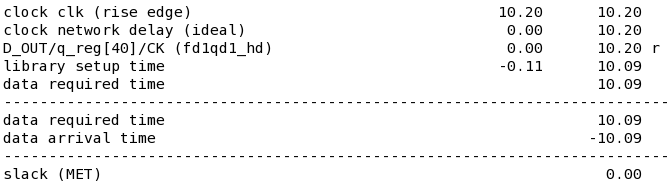 clock clk (rise edge) 10.20 10.20
clock network delay (ideal) 0.00 10.20
D_OUT/q_reg[40]/CK (fd1qd1_hd) 0.00 10.20 r
library setup time -0.11 10.09
data required time 10.09
--------------------------------------------------------------------------
data required time 10.09
data arrival time -10.09
--------------------------------------------------------------------------
slack (MET) 0.00